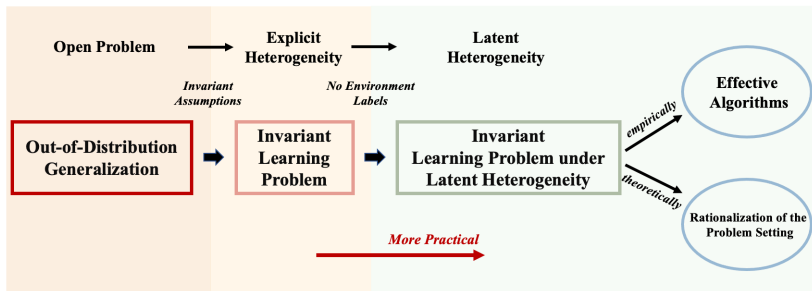 Open Problem
Explicit
Heterogeneity
Latent
Heterogeneity
Invariant
Assumptions
No Environment
Labels
Out-of-Distribution
Generalization
Invariant
Learning
Problem
Invariant
Learning Problem under
Latent Heterogeneity
empirically
theoretically
Effective
Algorithms
Rationalization of the
Problem Setting
More Practical